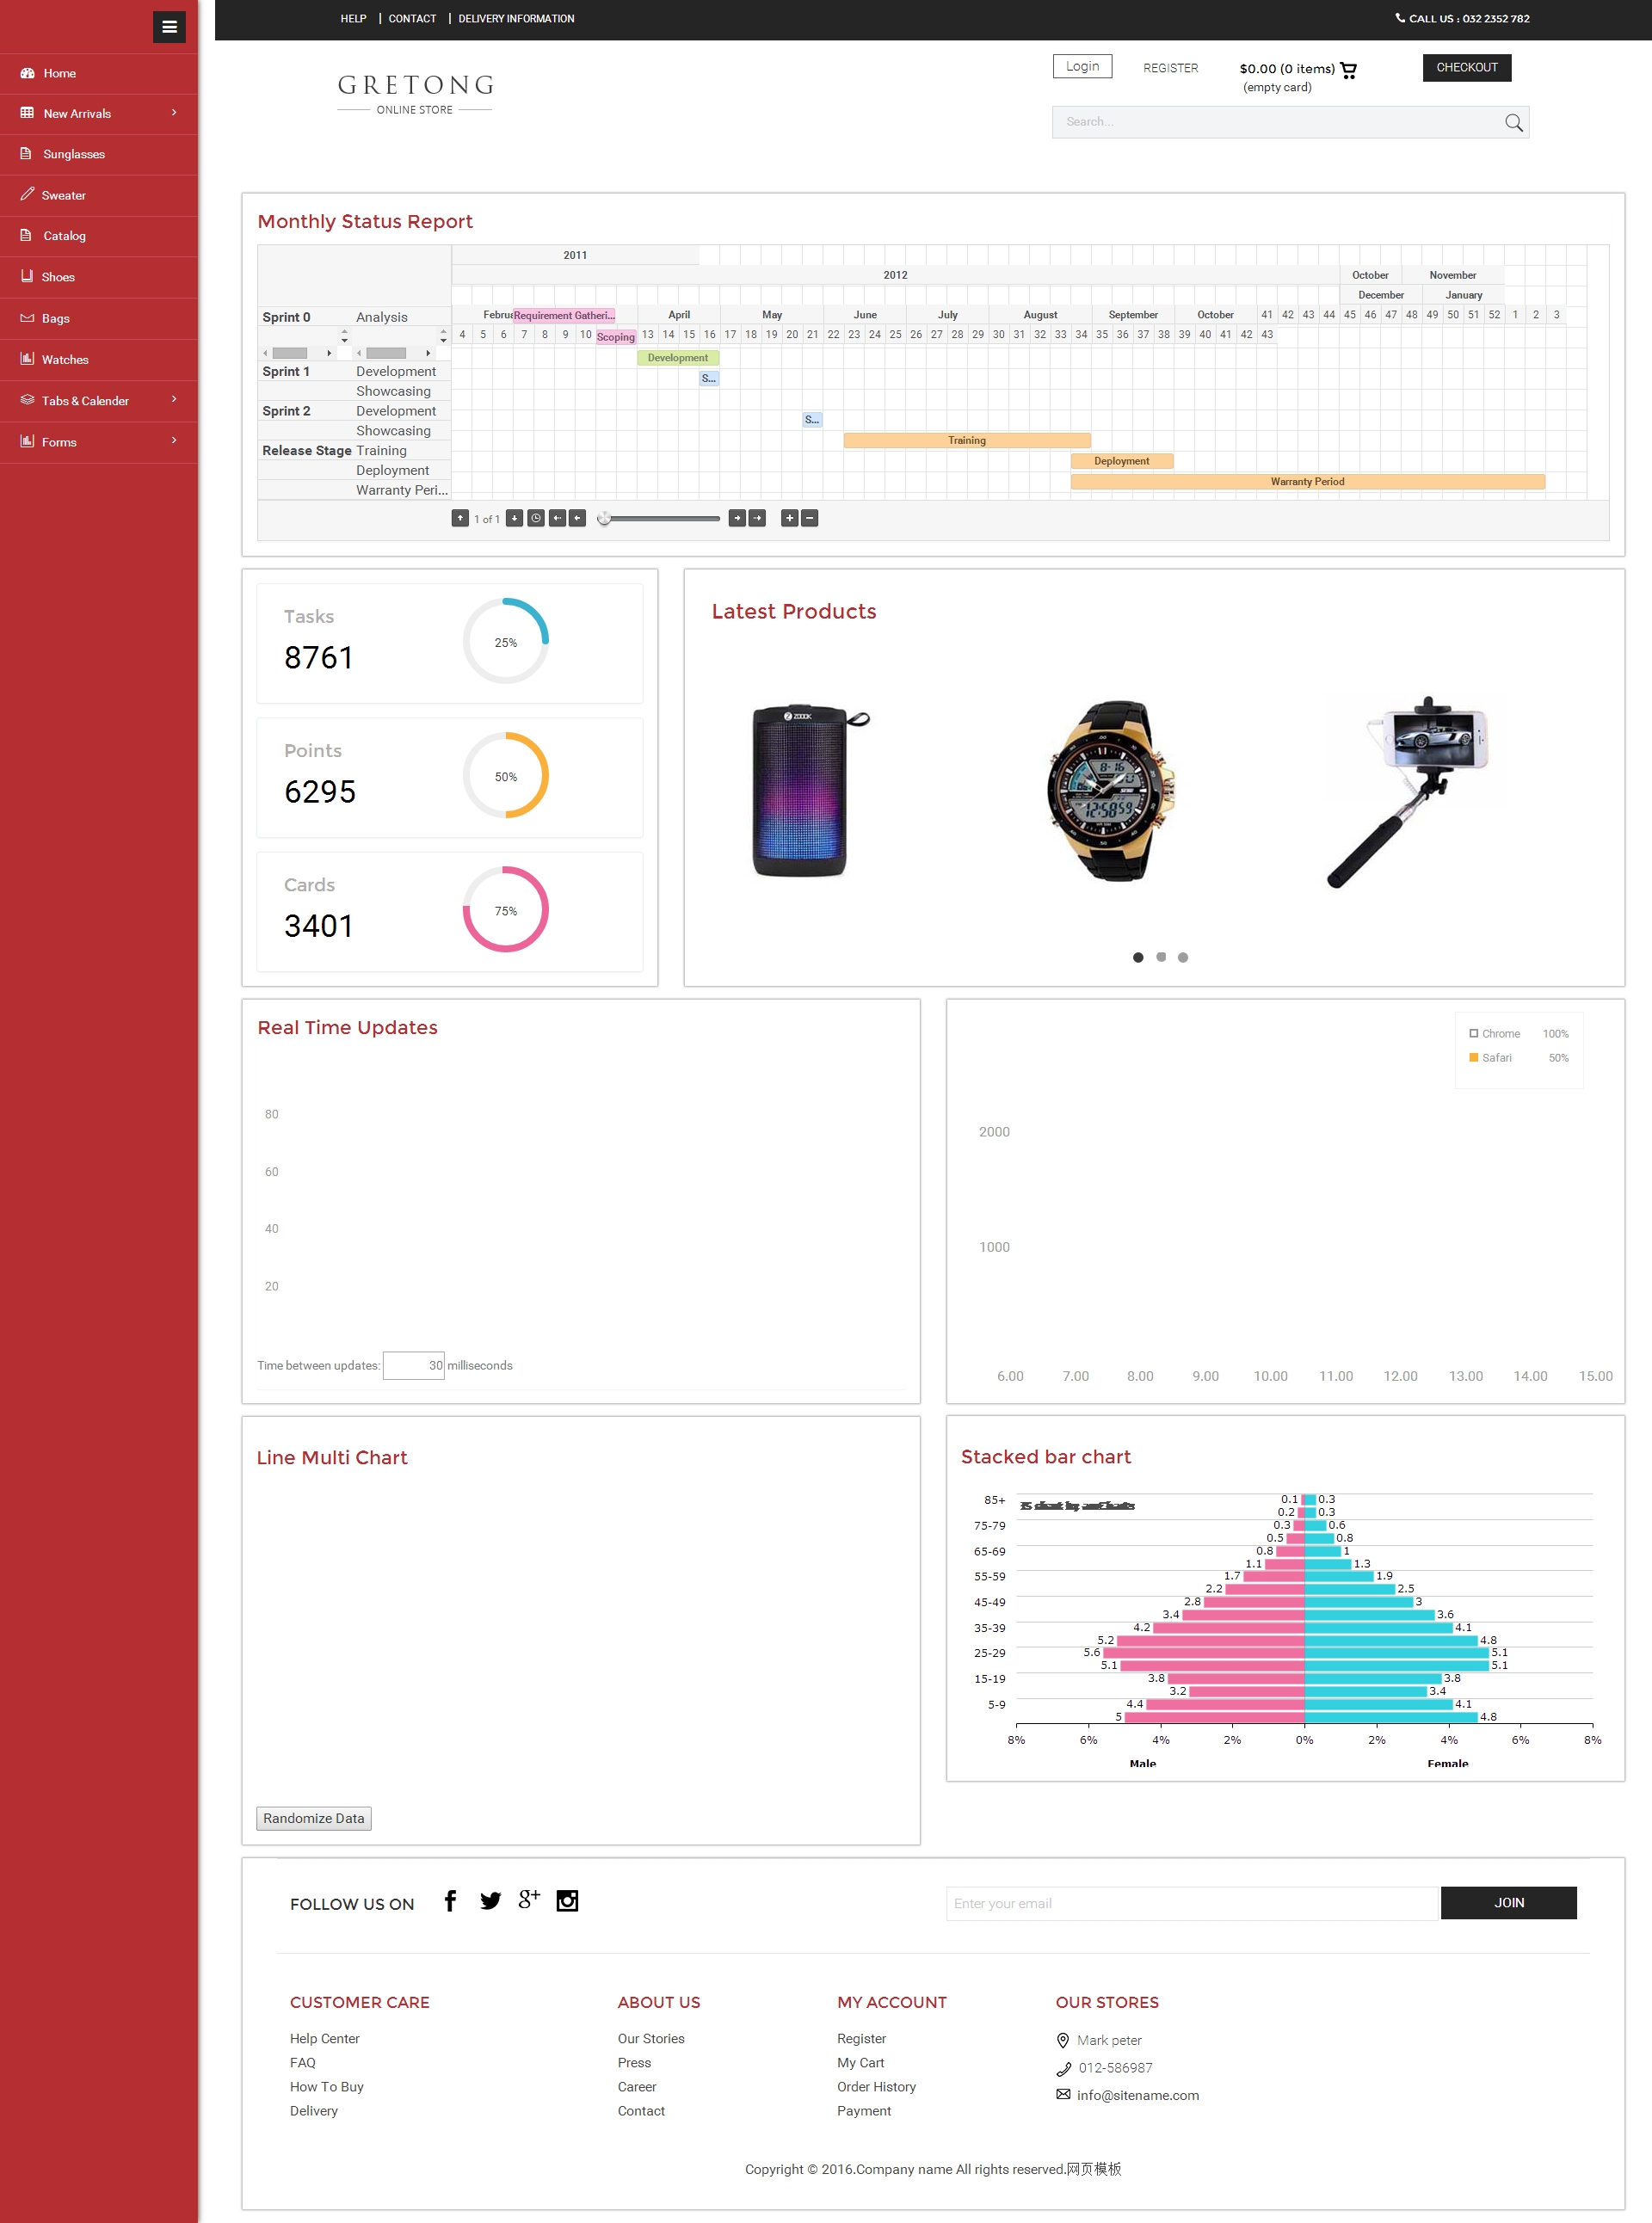 HELP | CONTACT | DELIVERY INFORMATION
CALL US : 032 2352 782
Home
New Arrivals
Sunglasses
Sweater
Catalog
Shoes
Bags
Watches
Tabs & Calender
Forms
GRETONG
ONLINE STORE
Login
REGISTER
$0.00 (0 items)
(empty card)
CHECKOUT
Search...
Monthly Status Report
2011
2012 October November
December January
Sprint 0 Analysis
Februa Requirement Gatheri... April May June July August September October 41 42 43 44 45 46 47 48 49 50 51 52 1 2 3
4 5 6 7 8 9 10 Scoping 13 14 15 16 17 18 19 20 21 22 23 24 25 26 27 28 29 30 31 32 33 34 35 36 37 38 39 40 41 42 43
Development
Sprint 1 Development
S...
Showcasing
Sprint 2 Development
S...
Showcasing
Training
Release Stage Training
Deployment
Deployment
Warranty Period
Warranty Peri...
1 of 1
Tasks
8761
25%
Points
6295
50%
Cards
3401
75%
Latest Products
ZOOOK
8-16
12:58 59
Real Time Updates
80
60
40
20
Time between updates: 30 milliseconds
Chrome 100%
Safari 50%
2000
1000
6.00 7.00 8.00 9.00 10.00 11.00 12.00 13.00 14.00 15.00
Line Multi Chart
Randomize Data
Stacked bar chart
85+ 0.1 0.3
0.2 0.3
75-79 0.3 0.6
0.5 0.8
65-69 0.8 1
1.1 1.3
55-59 1.7 1.9
2.2 2.5
45-49 2.8 3
3.4 3.6
35-39 4.2 4.1
5.2 4.8
25-29 5.6 5.1
5.1 5.1
15-19 3.8 3.8
3.2 3.4
5-9 4.4 4.1
5 4.8
8% 6% 4% 2% 0% 2% 4% 6% 8%
Male Female
FOLLOW US ON
Enter your email
JOIN
CUSTOMER CARE
Help Center
FAQ
How To Buy
Delivery
ABOUT US
Our Stories
Press
Career
Contact
MY ACCOUNT
Register
My Cart
Order History
Payment
OUR STORES
Mark peter
012-586987
info@sitename.com
Copyright © 2016.Company name All rights reserved.网页模板